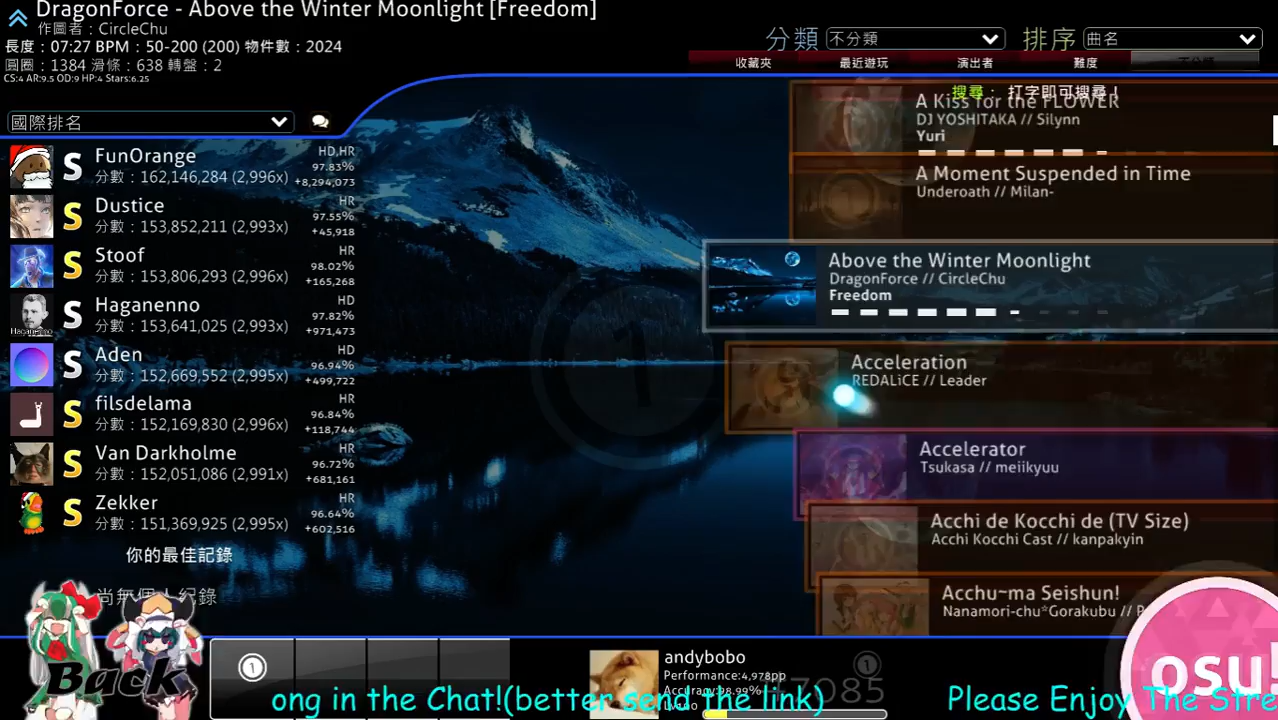 DragonForce - Above the Winter Moonlight [Freedom]
作圖者：CircleChu
長度：07:27 BPM：50-200 (200) 物件數：2024
圓圈：1384 滑條：638 轉盤：2
CS:4 AR:9.5 OD:9 HP:4 Stars:6.25
分類 不分類
排序 曲名
收藏夾 最近遊玩 演出者 難度
搜尋： 打字即可搜尋！
國際排名
FunOrange
分數：162,146,284 (2,996x)
HD,HR
97.83%
+8,294,073
Dustice
分數：153,852,211 (2,993x)
HR
97.55%
+45,918
Stoof
分數：153,806,293 (2,996x)
HR
98.02%
+165,268
Haganenno
分數：153,641,025 (2,993x)
HD
97.82%
+971,473
Aden
分數：152,669,552 (2,995x)
HD
96.94%
+499,722
filsdelama
分數：152,169,830 (2,996x)
HR
96.84%
+118,744
Van Darkholme
分數：152,051,086 (2,991x)
HR
96.72%
+681,161
Zekker
分數：151,369,925 (2,995x)
HR
96.64%
+602,516
你的最佳記錄
尚無個人紀錄
A Kiss for the FLOWER
DJ YOSHITAKA // Silynn
Yuri
A Moment Suspended in Time
Underoath // Milan-
Above the Winter Moonlight
DragonForce // CircleChu
Freedom
Acceleration
REDALiCE // Leader
Accelerator
Tsukasa // meiikyuu
Acchi de Kocchi de (TV Size)
Acchi Kocchi Cast // kanpakyin
Acchu~ma Seishun!
Nanamori-chu*Gorakubu //
Back
andybobo
Performance:4,978pp
Accuracy:98.99%
Lv100
osu!
ong in the Chat!(better send the link)
Please Enjoy The Stre